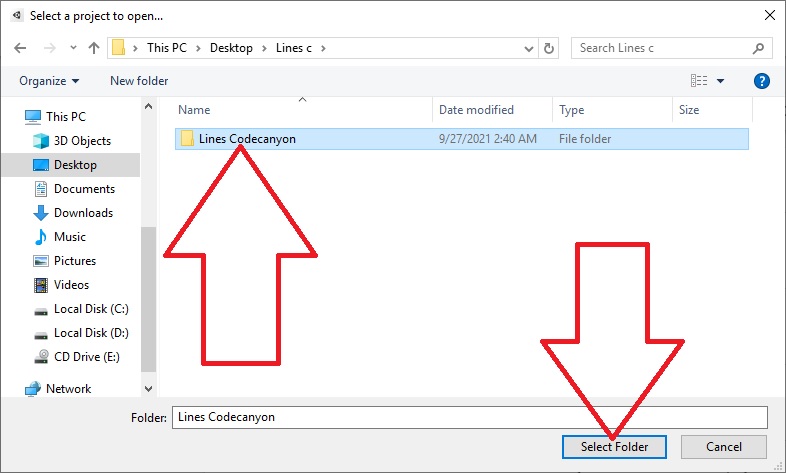 Select a project to open...
This PC
Desktop
Lines c
Search Lines c
Organize
New folder
Name
Date modified
Type
Size
This PC
3D Objects
Desktop
Documents
Downloads
Music
Pictures
Videos
Local Disk (C:)
Local Disk (D:)
CD Drive (E:)
Network
Lines Codecanyon
9/27/2021 2:40 AM
File folder
Folder:
Lines Codecanyon
Select Folder
Cancel